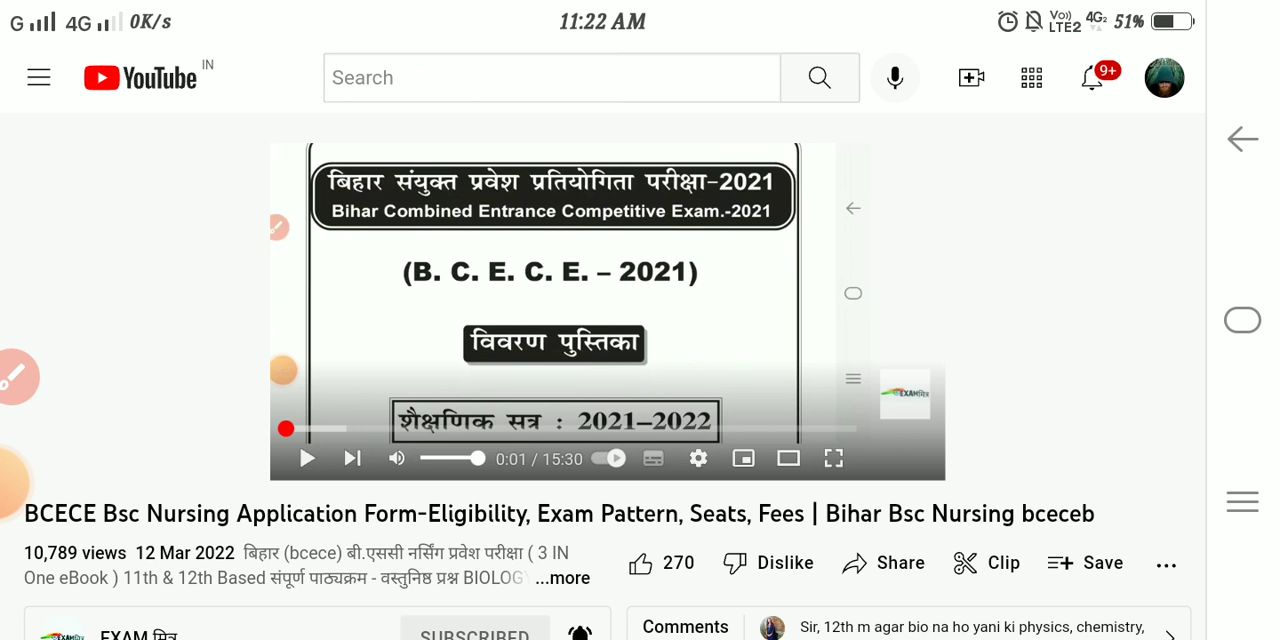 G 4G 0K/s 11:22 AM Vo) LTE2 4G2 51%
YouTube IN
Search
9+
बिहार संयुक्त प्रवेश प्रतियोगिता परीक्षा-2021
Bihar Combined Entrance Competitive Exam.-2021
(B. C. E. C. E. – 2021)
विवरण पुस्तिका
EXAMमित्र
शैक्षणिक सत्र : 2021–2022
0:01 / 15:30
BCECE Bsc Nursing Application Form-Eligibility, Exam Pattern, Seats, Fees | Bihar Bsc Nursing bceceb
10,789 views 12 Mar 2022 बिहार (bcece) बी.एससी नर्सिंग प्रवेश परीक्षा ( 3 IN
One eBook ) 11th & 12th Based संपूर्ण पाठ्यक्रम - वस्तुनिष्ठ प्रश्न BIOLOGY ...more
270 Dislike Share Clip Save
EXAM मित्र
SUBSCRIBED
Comments
Sir, 12th m agar bio na ho yani ki physics, chemistry,